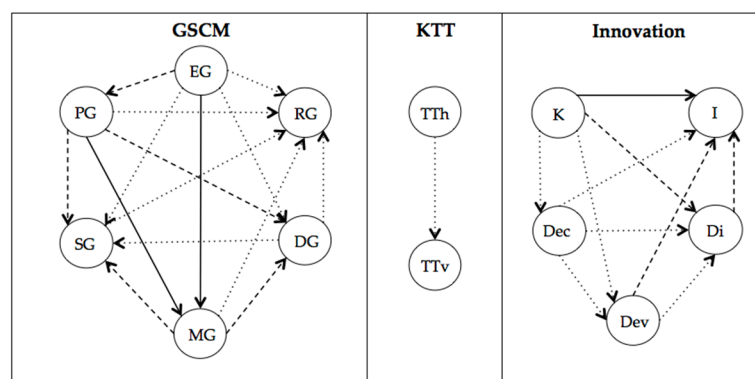 GSCM
KTT
Innovation
EG
PG
RG
SG
DG
MG
TTh
TTv
K
I
Dec
Di
Dev